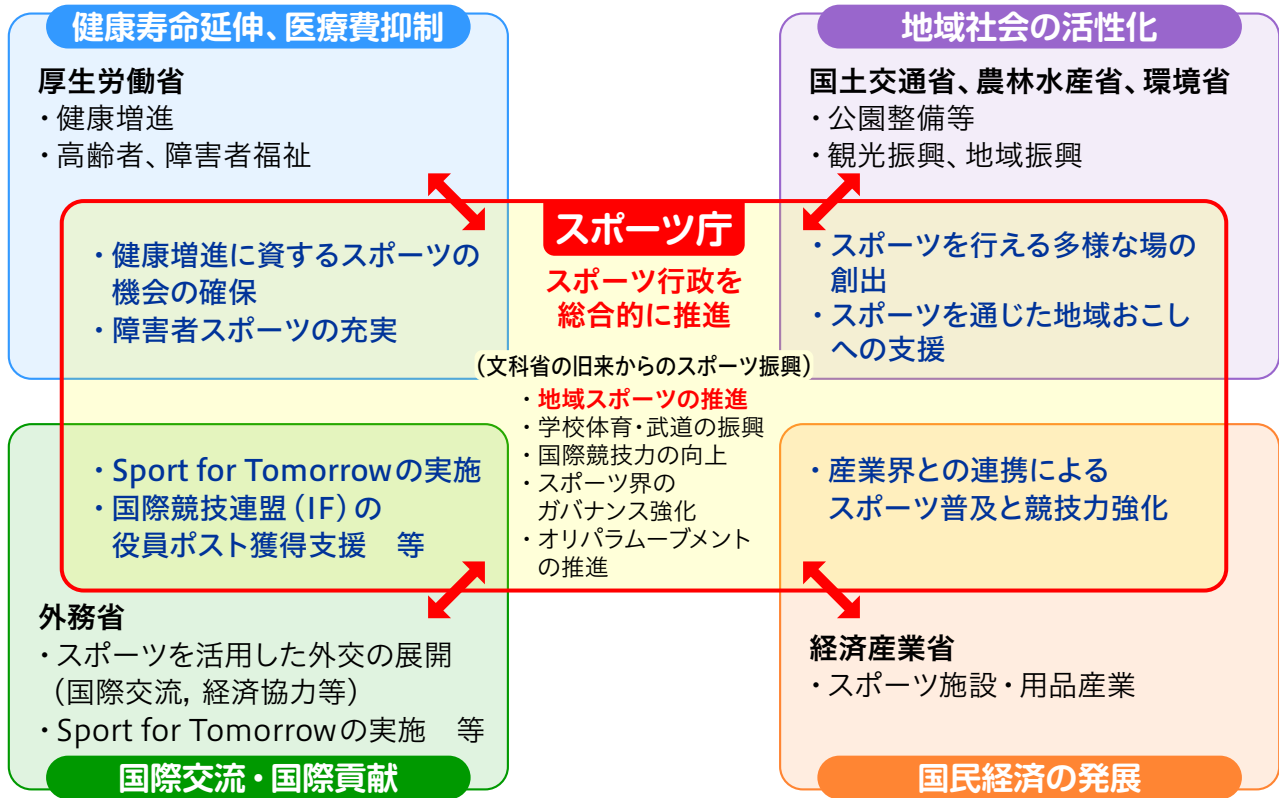 健康寿命延伸、医療費抑制
厚生労働省
・健康増進
・高齢者、障害者福祉
・健康増進に資するスポーツの
機会の確保
・障害者スポーツの充実
地域社会の活性化
国土交通省、農林水産省、環境省
・公園整備等
・観光振興、地域振興
・スポーツを行える多様な場の
創出
・スポーツを通じた地域おこし
への支援
スポーツ庁
スポーツ行政を
総合的に推進
(文科省の旧来からのスポーツ振興)
・地域スポーツの推進
・学校体育・武道の振興
・国際競技力の向上
・スポーツ界の
ガバナンス強化
・オリパラムーブメント
の推進
・Sport for Tomorrowの実施
・国際競技連盟(IF)の
役員ポスト獲得支援　等
外務省
・スポーツを活用した外交の展開
(国際交流, 経済協力等)
・Sport for Tomorrowの実施　等
国際交流・国際貢献
・産業界との連携による
スポーツ普及と競技力強化
経済産業省
・スポーツ施設・用品産業
国民経済の発展